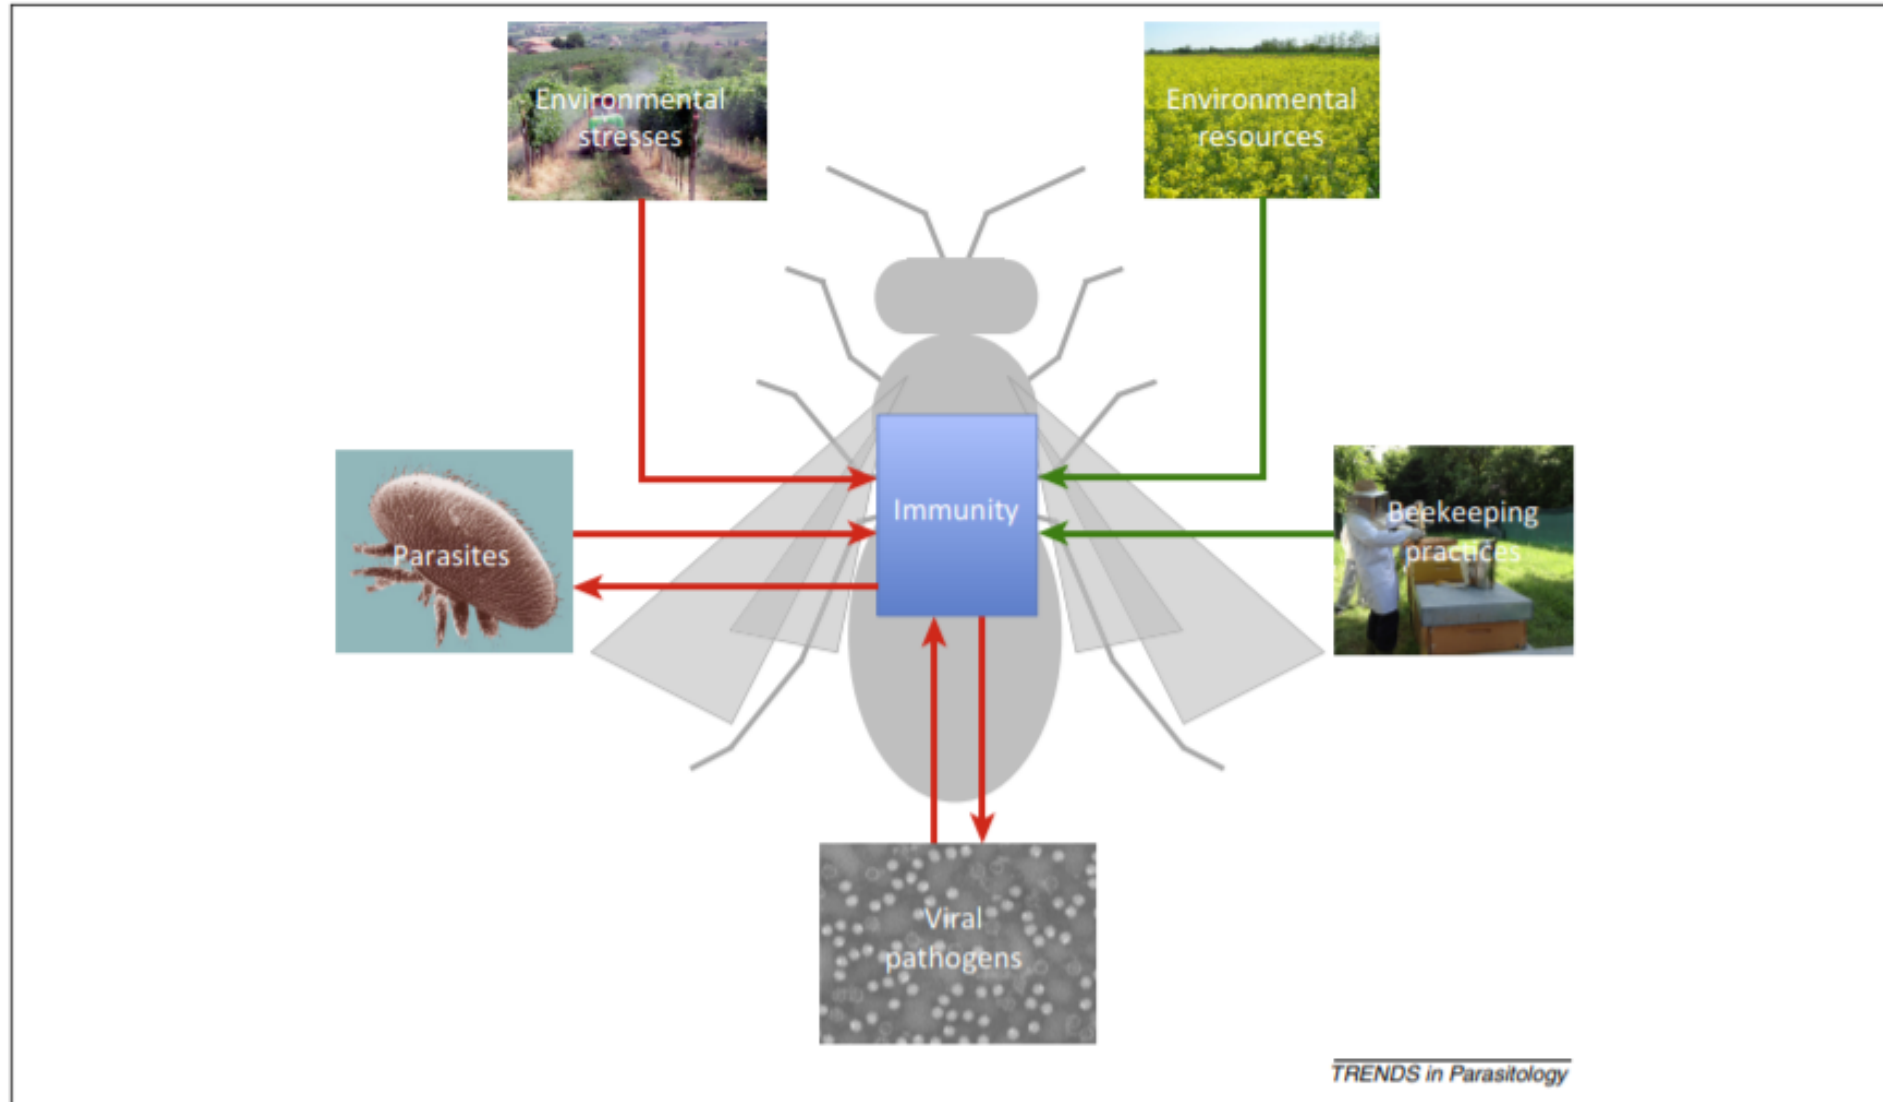 Environmental
stresses
Environmental
resources
Immunity
Parasites
Beekeeping
practices
Viral
pathogens
TRENDS in Parasitology